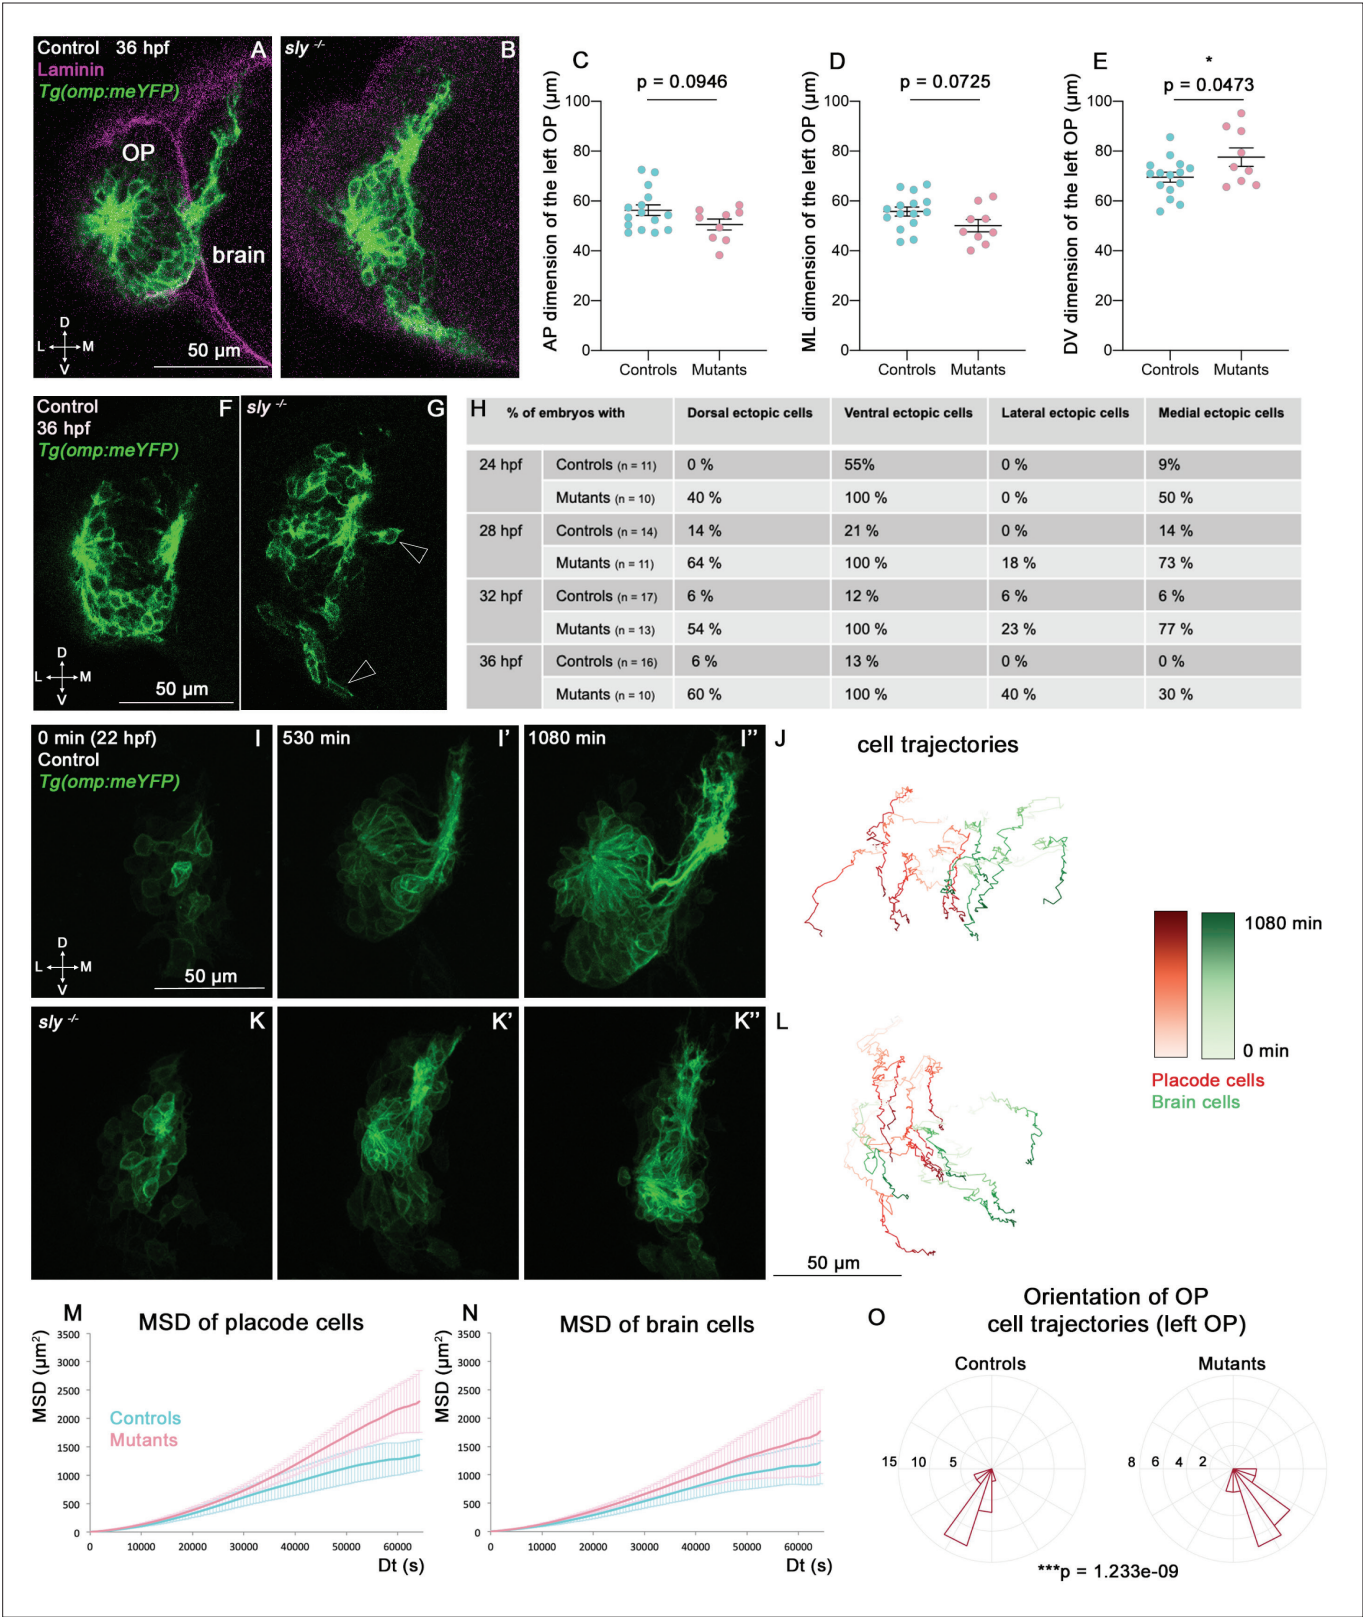 Control 36 hpf
Laminin
Tg(omp:meYFP)
A
OP
brain
D
L M
V
50 µm
sly -/-
B
C
p = 0.0946
AP dimension of the left OP (µm)
100
80
60
40
20
0
Controls Mutants
D
p = 0.0725
ML dimension of the left OP (µm)
100
80
60
40
20
0
Controls Mutants
E
*
p = 0.0473
DV dimension of the left OP (µm)
100
80
60
40
20
0
Controls Mutants
Control
36 hpf
Tg(omp:meYFP)
F
D
L M
V
50 µm
sly -/-
G
H
% of embryos with Dorsal ectopic cells Ventral ectopic cells Lateral ectopic cells Medial ectopic cells
24 hpf Controls (n = 11) 0 % 55% 0 % 9%
Mutants (n = 10) 40 % 100 % 0 % 50 %
28 hpf Controls (n = 14) 14 % 21 % 0 % 14 %
Mutants (n = 11) 64 % 100 % 18 % 73 %
32 hpf Controls (n = 17) 6 % 12 % 6 % 6 %
Mutants (n = 13) 54 % 100 % 23 % 77 %
36 hpf Controls (n = 16) 6 % 13 % 0 % 0 %
Mutants (n = 10) 60 % 100 % 40 % 30 %
0 min (22 hpf)
Control
Tg(omp:meYFP)
I
D
L M
V
50 µm
530 min
I'
1080 min
I''
J
cell trajectories
1080 min
0 min
Placode cells
Brain cells
sly -/-
K
K'
K''
L
50 µm
M
MSD of placode cells
MSD (µm²)
3500
3000
2500
2000
1500
1000
500
0
Controls
Mutants
0 10000 20000 30000 40000 50000 60000
Dt (s)
N
MSD of brain cells
MSD (µm²)
3500
3000
2500
2000
1500
1000
500
0
0 10000 20000 30000 40000 50000 60000
Dt (s)
O
Orientation of OP
cell trajectories (left OP)
Controls
15 10 5
Mutants
8 6 4 2
***p = 1.233e-09